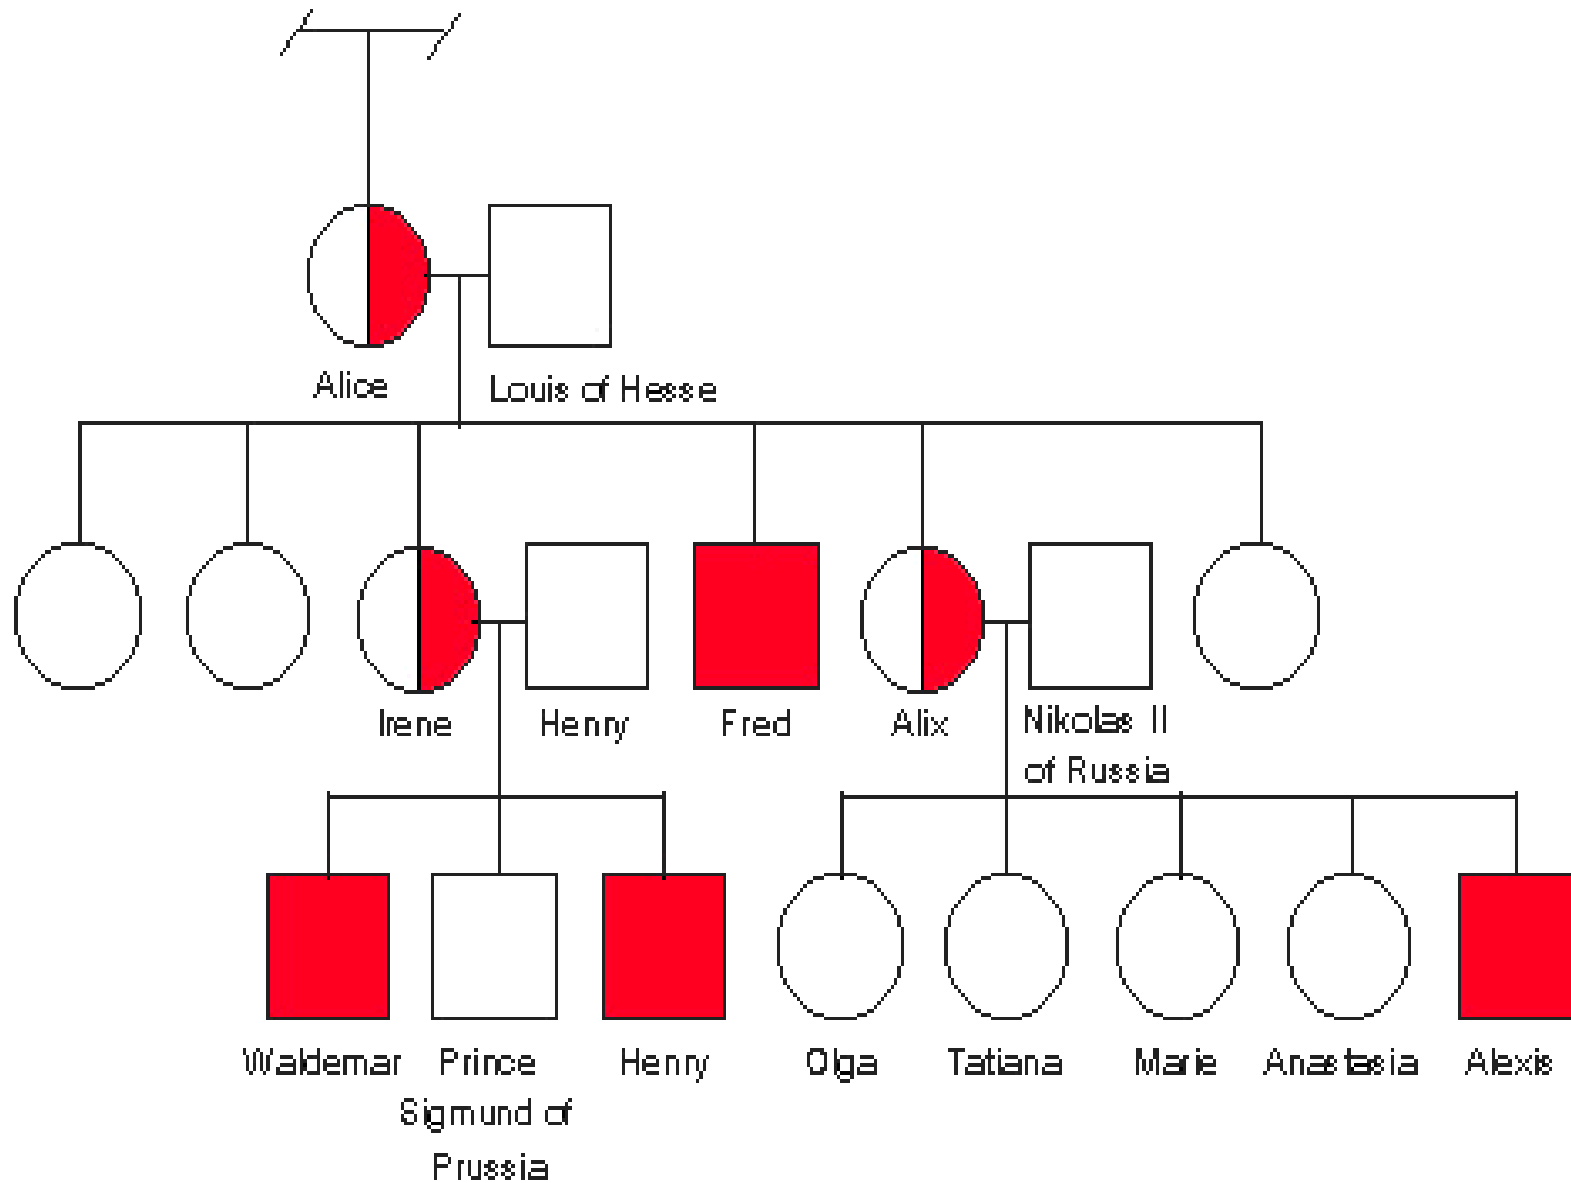 Alice
Louis of Hesse
Irene
Henry
Fred
Alix
Nikolas II
of Russia
Waldemar
Prince
Sigmund of
Prussia
Henry
Olga
Tatiana
Marie
Anastasia
Alexis